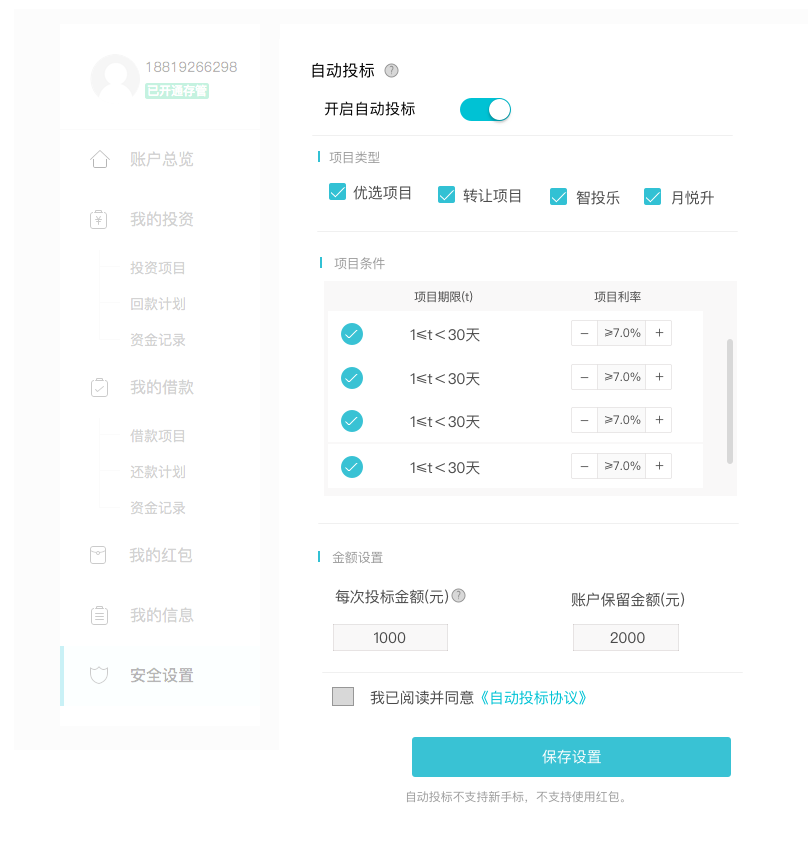 18819266298
已开通存管
账户总览
我的投资
投资项目
回款计划
资金记录
我的借款
借款项目
还款计划
资金记录
我的红包
我的信息
安全设置
自动投标 ?
开启自动投标
项目类型
优选项目 转让项目 智投乐 月悦升
项目条件
项目期限(t) 项目利率
1≤t＜30天 − ≥7.0% +
1≤t＜30天 − ≥7.0% +
1≤t＜30天 − ≥7.0% +
1≤t＜30天 − ≥7.0% +
金额设置
每次投标金额(元) ? 账户保留金额(元)
1000 2000
我已阅读并同意《自动投标协议》
保存设置
自动投标不支持新手标，不支持使用红包。